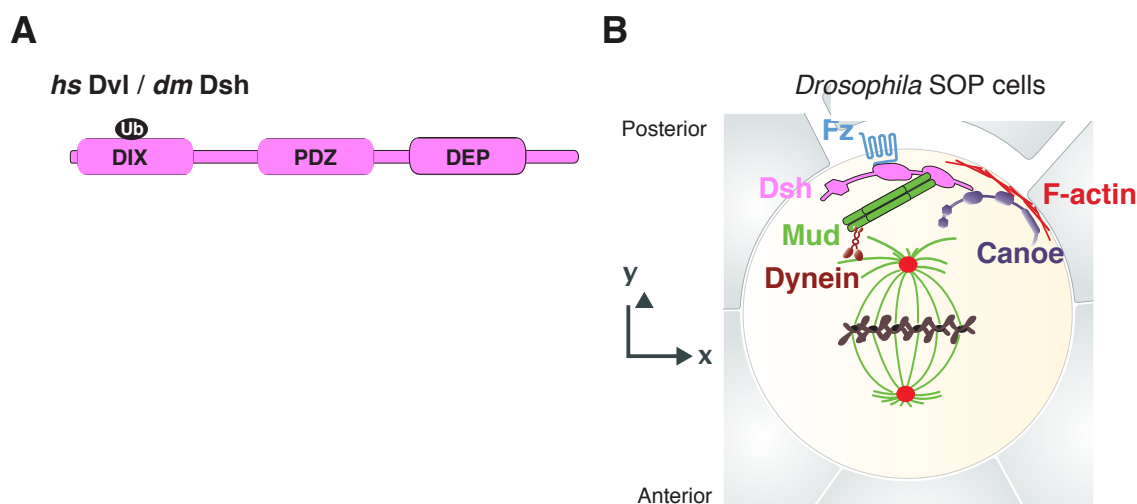 A
hs Dvl / dm Dsh
Ub
DIX
PDZ
DEP
B
Drosophila SOP cells
Posterior
Fz
Dsh
F-actin
Mud
Canoe
Dynein
y
x
Anterior